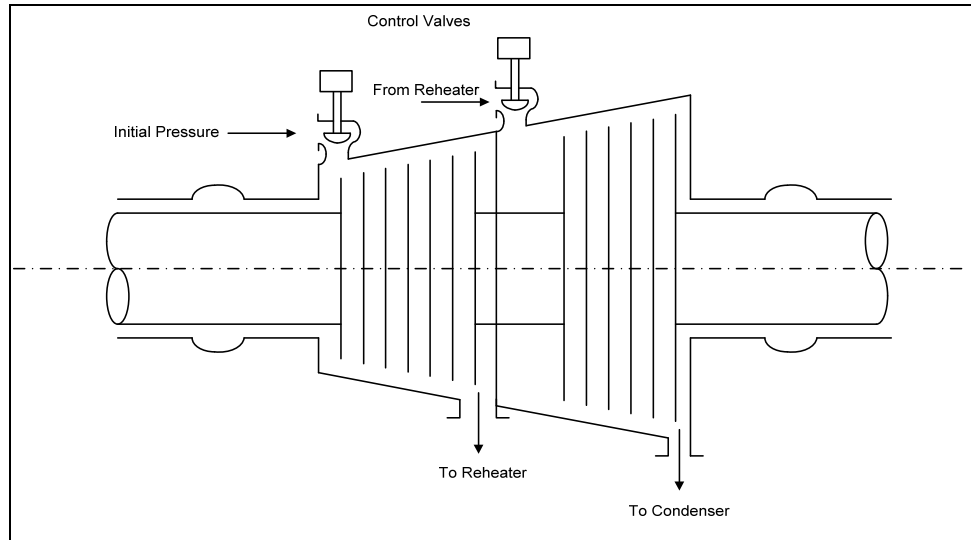 Control Valves
From Reheater
Initial Pressure
To Reheater
To Condenser